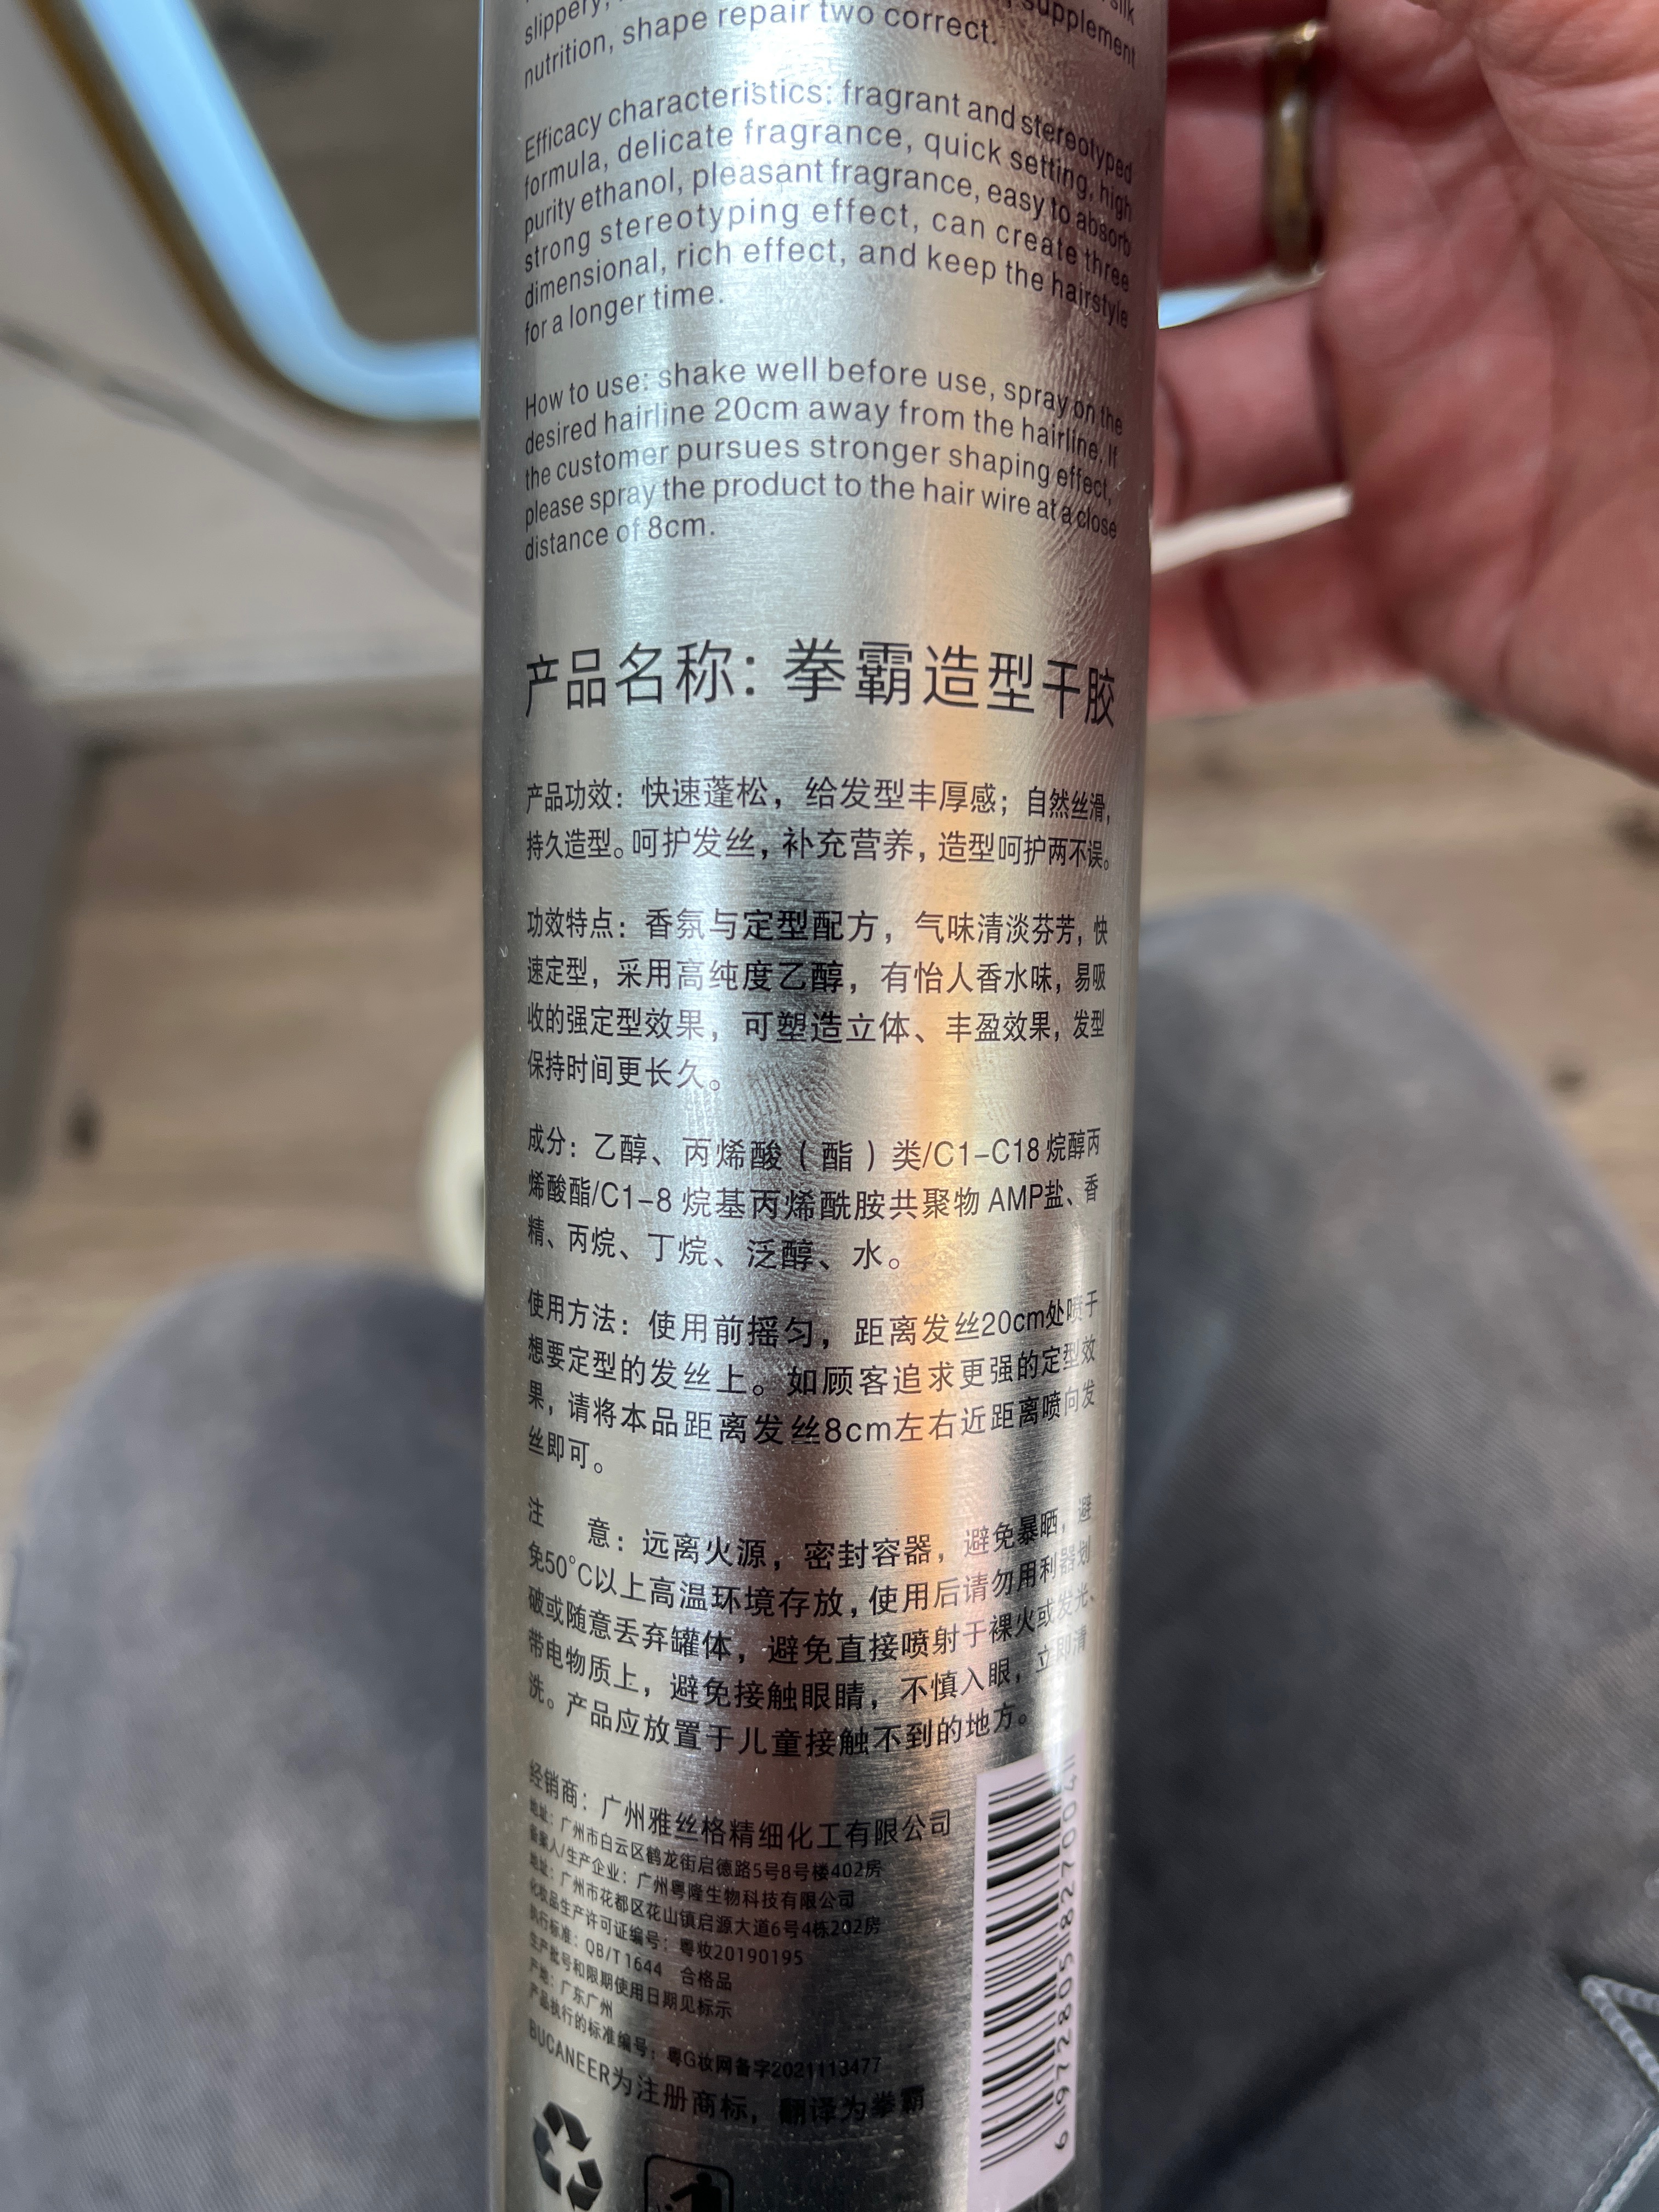 slippery, silk
nutrition, shape repair two correct. supplement
Efficacy characteristics: fragrant and stereotyped
formula, delicate fragrance, quick setting, high
purity ethanol, pleasant fragrance, easy to absorb
strong stereotyping effect, can create three
dimensional, rich effect, and keep the hairstyle
for a longer time.
How to use: shake well before use, spray on the
desired hairline 20cm away from the hairline. If
the customer pursues stronger shaping effect,
please spray the product to the hair wire at a close
distance of 8cm.
产品名称：拳霸造型干胶
产品功效：快速蓬松，给发型丰厚感；自然丝滑，
持久造型。呵护发丝，补充营养，造型呵护两不误。
功效特点：香氛与定型配方，气味清淡芬芳，快
速定型，采用高纯度乙醇，有怡人香水味，易吸
收的强定型效果，可塑造立体、丰盈效果，发型
保持时间更长久。
成分：乙醇、丙烯酸（酯）类/C1-C18烷醇丙
烯酸酯/C1-8烷基丙烯酰胺共聚物AMP盐、香
精、丙烷、丁烷、泛醇、水。
使用方法：使用前摇匀，距离发丝20cm处喷于
想要定型的发丝上。如顾客追求更强的定型效
果，请将本品距离发丝8cm左右近距离喷向发
丝即可。
注 意：远离火源，密封容器，避免暴晒，避
免50°C以上高温环境存放，使用后请勿用利器划
破或随意丢弃罐体，避免直接喷射于裸火或发光、
带电物质上，避免接触眼睛，不慎入眼，立即清
洗。产品应放置于儿童接触不到的地方。
经销商：广州雅丝格精细化工有限公司
地址：广州市白云区鹤龙街启德路5号8号楼402房
备案人/生产企业：广州粤隆生物科技有限公司
地址：广州市花都区花山镇启源大道6号4栋202房
化妆品生产许可证编号：粤妆20190195
执行标准：QB/T 1644 合格品
生产批号和限期使用日期见标示
产地：广东广州
产品执行的标准编号：粤G妆网备字2021113477
BUCANEER为注册商标，翻译为拳霸
6972805827004